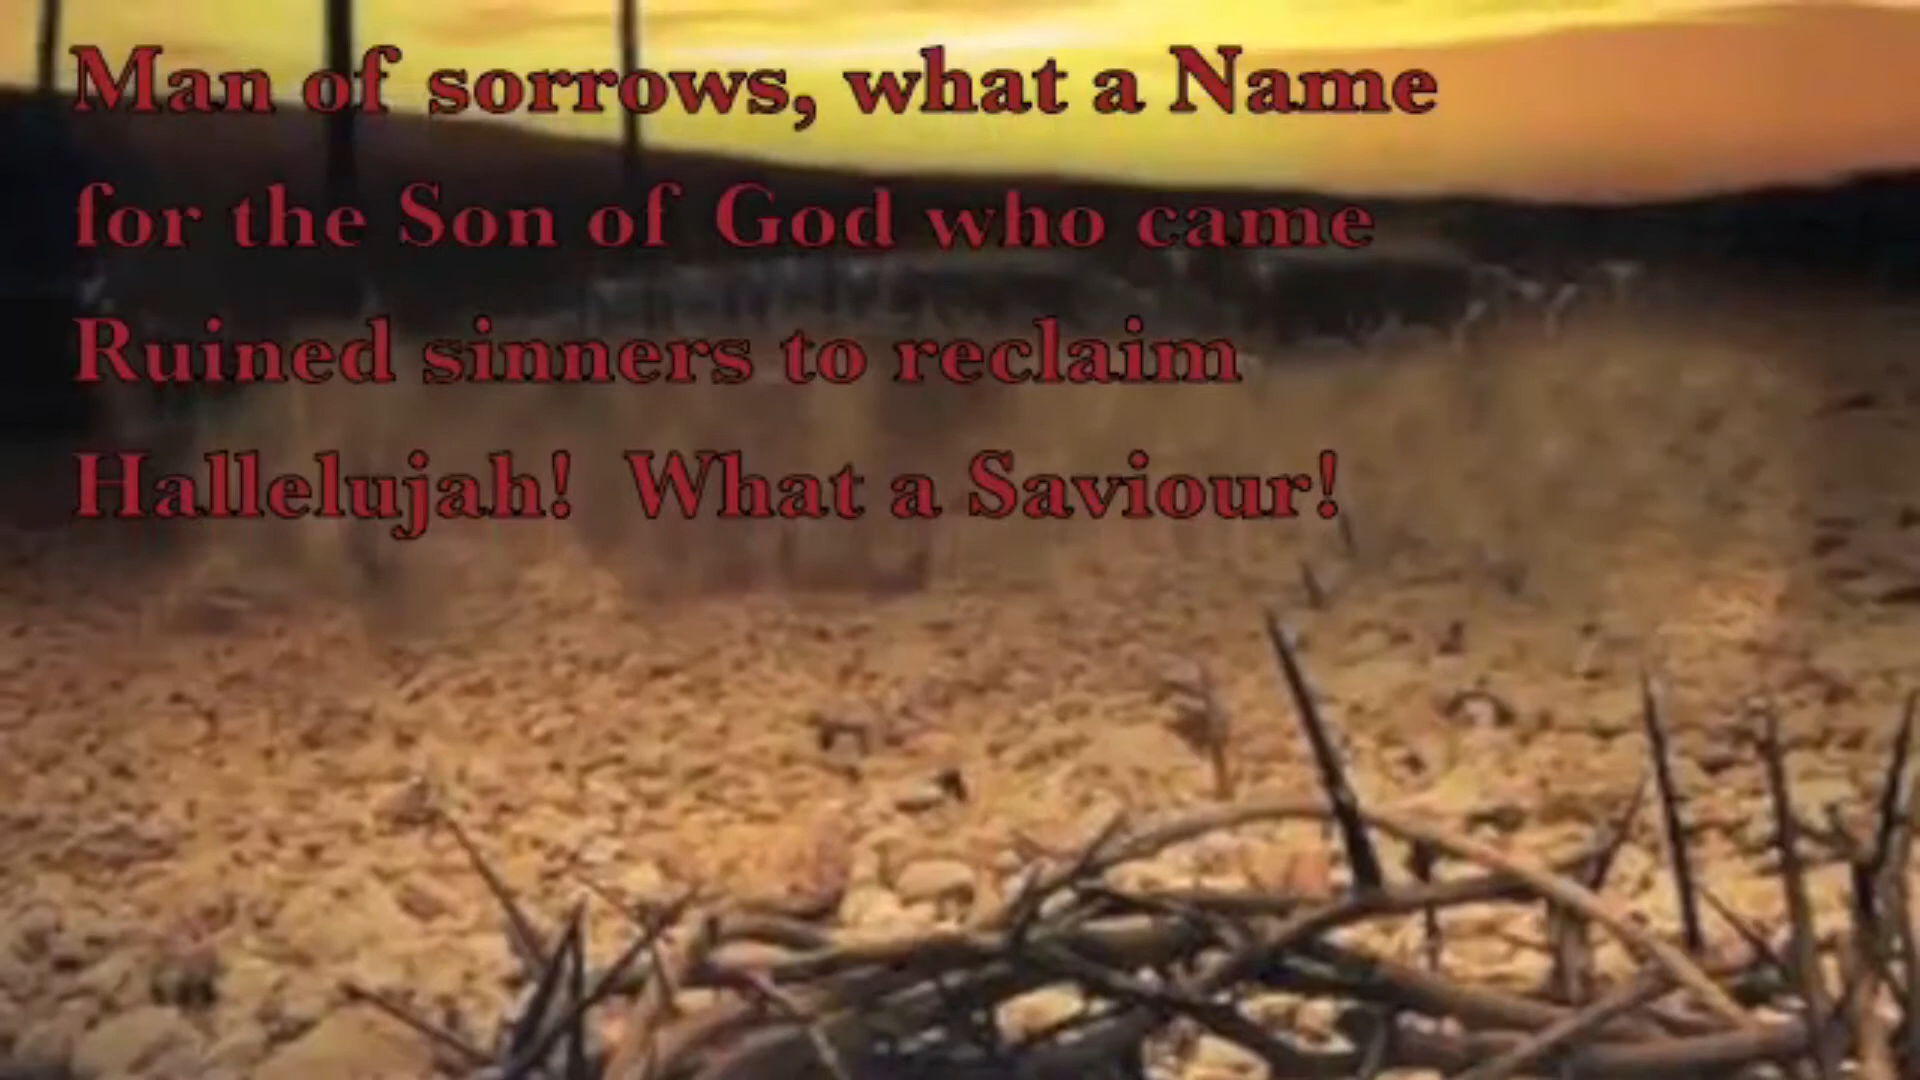 Man of sorrows, what a Name
for the Son of God who came
Ruined sinners to reclaim
Hallelujah!  What a Saviour!